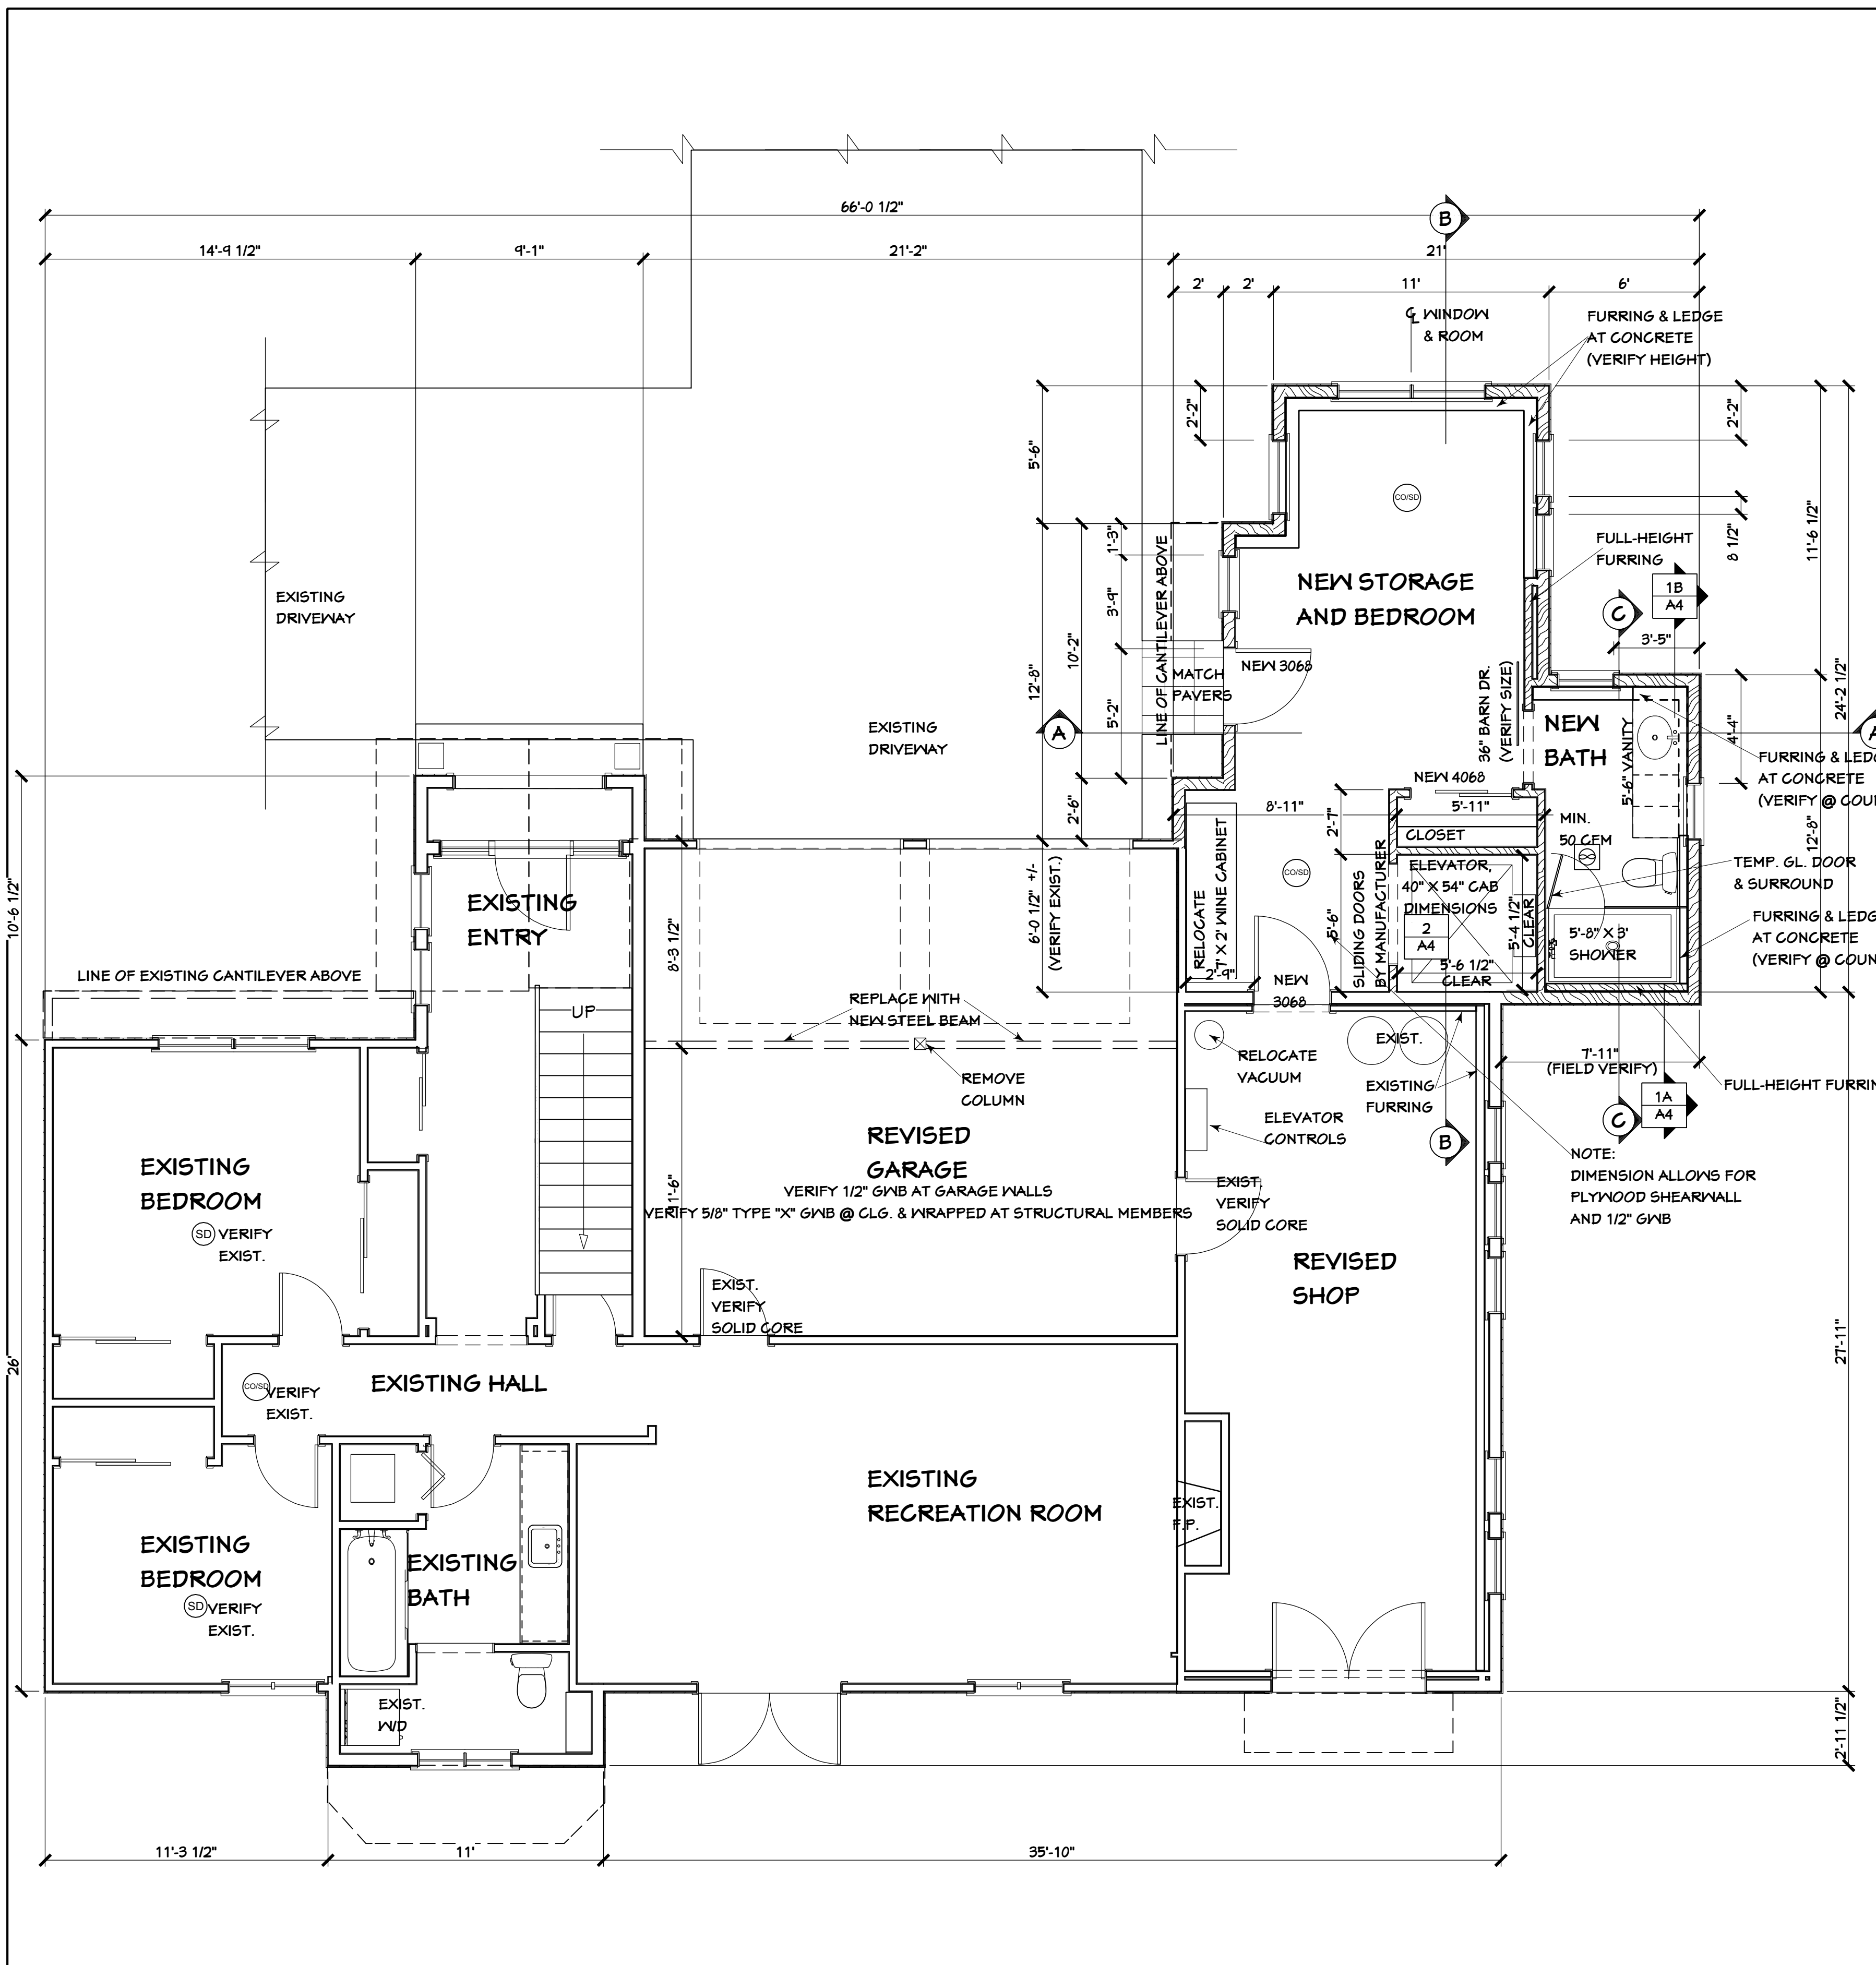 66'-0 1/2"
B
14'-9 1/2"
9'-1"
21'-2"
21'
2'
2'
11'
6'
℄ WINDOW
& ROOM
FURRING & LEDGE
AT CONCRETE
(VERIFY HEIGHT)
2'-2"
2'-2"
5'-6"
CO/SD
8 1/2"
11'-6 1/2"
1'-3"
FULL-HEIGHT
FURRING
LINE OF CANTILEVER ABOVE
NEW STORAGE
AND BEDROOM
1B
A4
C
3'-5"
EXISTING
DRIVEWAY
3'-9"
10'-2"
12'-8"
NEW 3068
MATCH
PAVERS
5'-2"
36" BARN DR.
(VERIFY SIZE)
24'-2 1/2"
A
A
EXISTING
DRIVEWAY
NEW
BATH
5'-6" VANITY
4'-4"
FURRING & LEDG
AT CONCRETE
(VERIFY @ COUN
NEW 4068
2'-6"
8'-11"
2'-7"
5'-11"
CLOSET
MIN.
50 CFM
12'-8"
TEMP. GL. DOOR
& SURROUND
10'-6 1/2"
EXISTING
ENTRY
8'-3 1/2"
6'-0 1/2" +/-
(VERIFY EXIST.)
RELOCATE
7' X 2' WINE CABINET
CO/SD
5'-6"
SLIDING DOORS
BY MANUFACTURER
ELEVATOR,
40" X 54" CAB
DIMENSIONS
2
A4
5'-4 1/2"
CLEAR
5'-6 1/2"
CLEAR
5'-8" X 3'
SHOWER
FURRING & LEDG
AT CONCRETE
(VERIFY @ COUN
LINE OF EXISTING CANTILEVER ABOVE
2'-9"
NEW
3068
UP
REPLACE WITH
NEW STEEL BEAM
RELOCATE
VACUUM
EXIST.
7'-11"
(FIELD VERIFY)
FULL-HEIGHT FURRIN
REMOVE
COLUMN
EXISTING
FURRING
1A
A4
C
B
ELEVATOR
CONTROLS
REVISED
GARAGE
VERIFY 1/2" GWB AT GARAGE WALLS
VERIFY 5/8" TYPE "X" GWB @ CLG. & WRAPPED AT STRUCTURAL MEMBERS
11'-6"
NOTE:
DIMENSION ALLOWS FOR
PLYWOOD SHEARWALL
AND 1/2" GWB
EXISTING
BEDROOM
SD
VERIFY
EXIST.
EXIST.
VERIFY
SOLID CORE
REVISED
SHOP
EXIST.
VERIFY
SOLID CORE
26'
27'-11"
CO/SD
VERIFY
EXIST.
EXISTING HALL
EXISTING
RECREATION ROOM
EXIST.
F.P.
EXISTING
BEDROOM
SD
VERIFY
EXIST.
EXISTING
BATH
EXIST.
W/D
2'-11 1/2"
11'-3 1/2"
11'
35'-10"